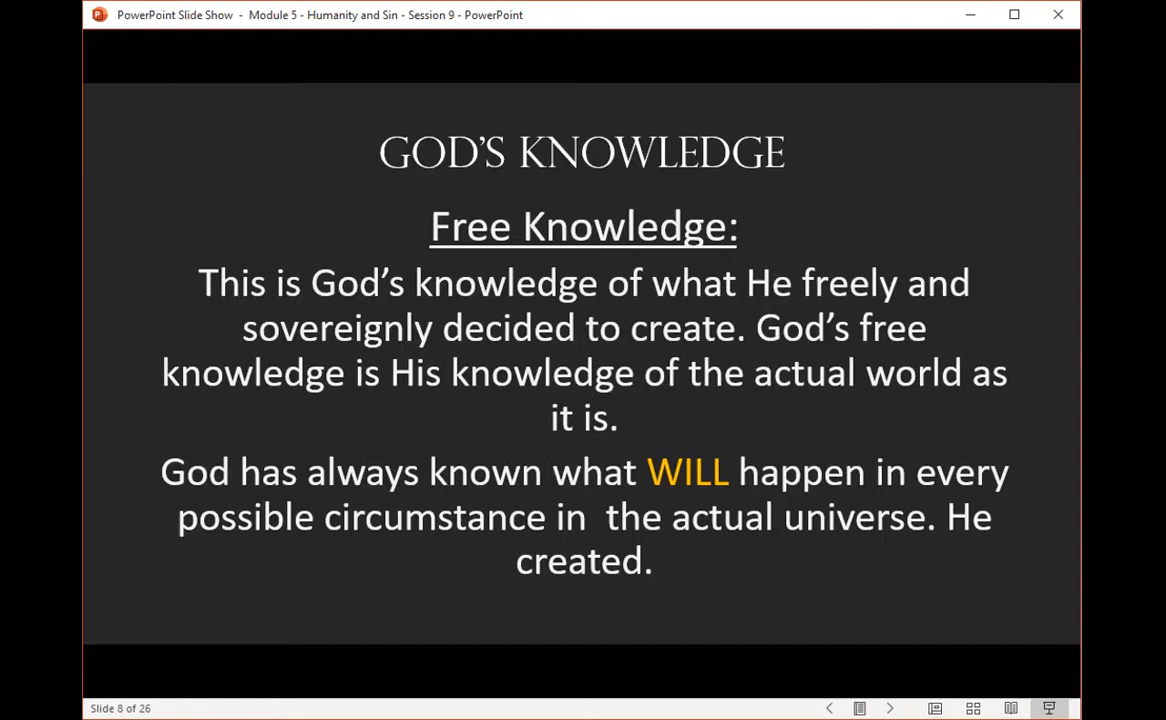 PowerPoint Slide Show - Module 5 - Humanity and Sin - Session 9 - PowerPoint
GOD'S KNOWLEDGE
Free Knowledge:
This is God's knowledge of what He freely and
sovereignly decided to create. God's free
knowledge is His knowledge of the actual world as
it is.
God has always known what WILL happen in every
possible circumstance in  the actual universe. He
created.
Slide 8 of 26